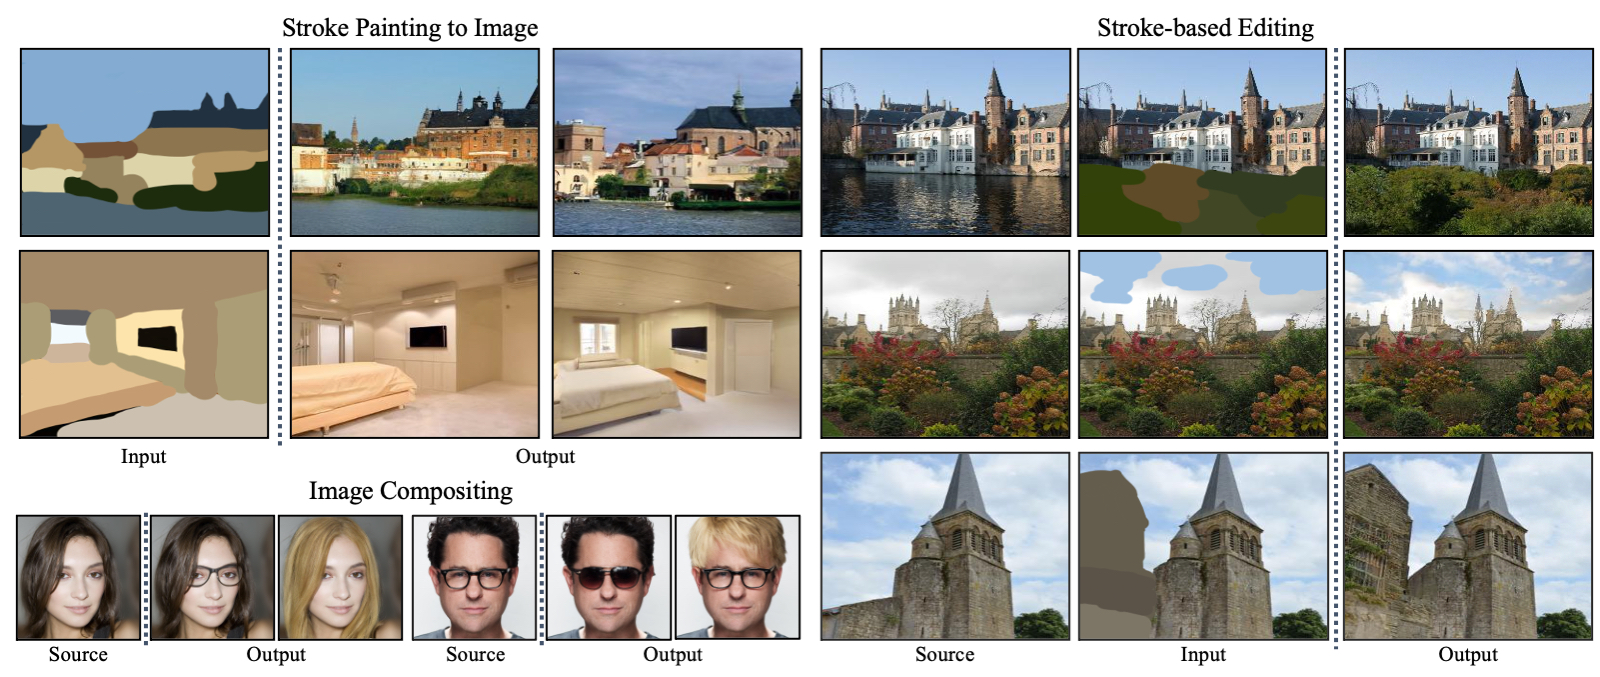 Stroke Painting to Image
Stroke-based Editing
Input
Output
Image Compositing
Source
Output
Source
Output
Source
Input
Output